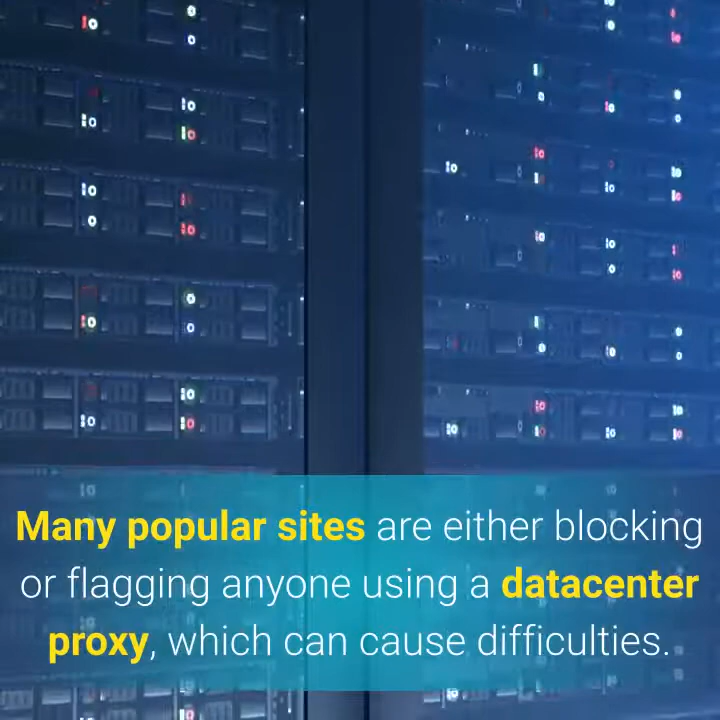 Many popular sites are either blocking
or flagging anyone using a datacenter
proxy, which can cause difficulties.